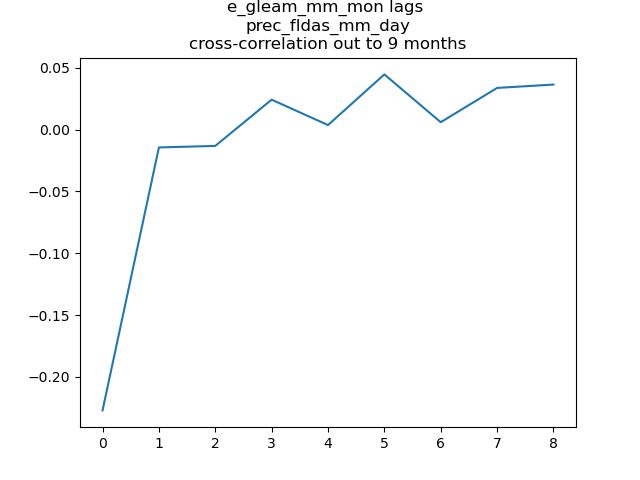 e_gleam_mm_mon lags
prec_fldas_mm_day
cross-correlation out to 9 months
0.05
0.00
−0.05
−0.10
−0.15
−0.20
0 1 2 3 4 5 6 7 8